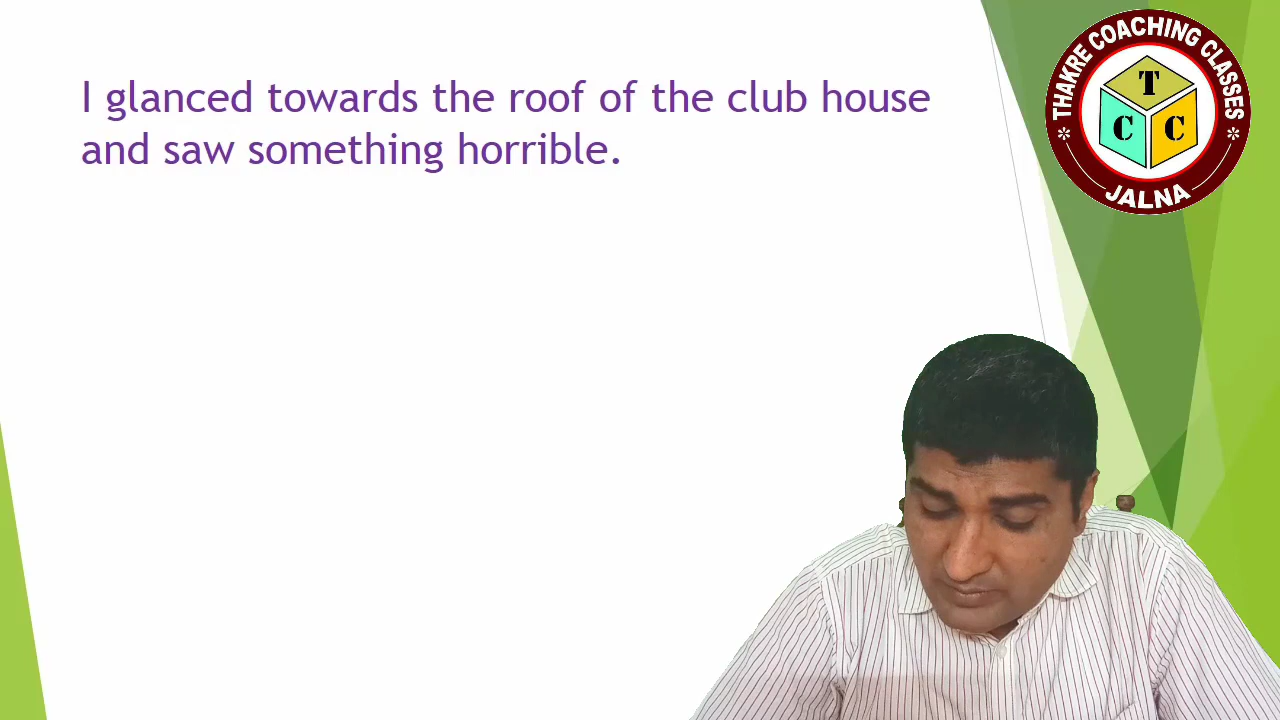 I glanced towards the roof of the club house
and saw something horrible.
THAKRE COACHING CLASSES
T
C C
JALNA